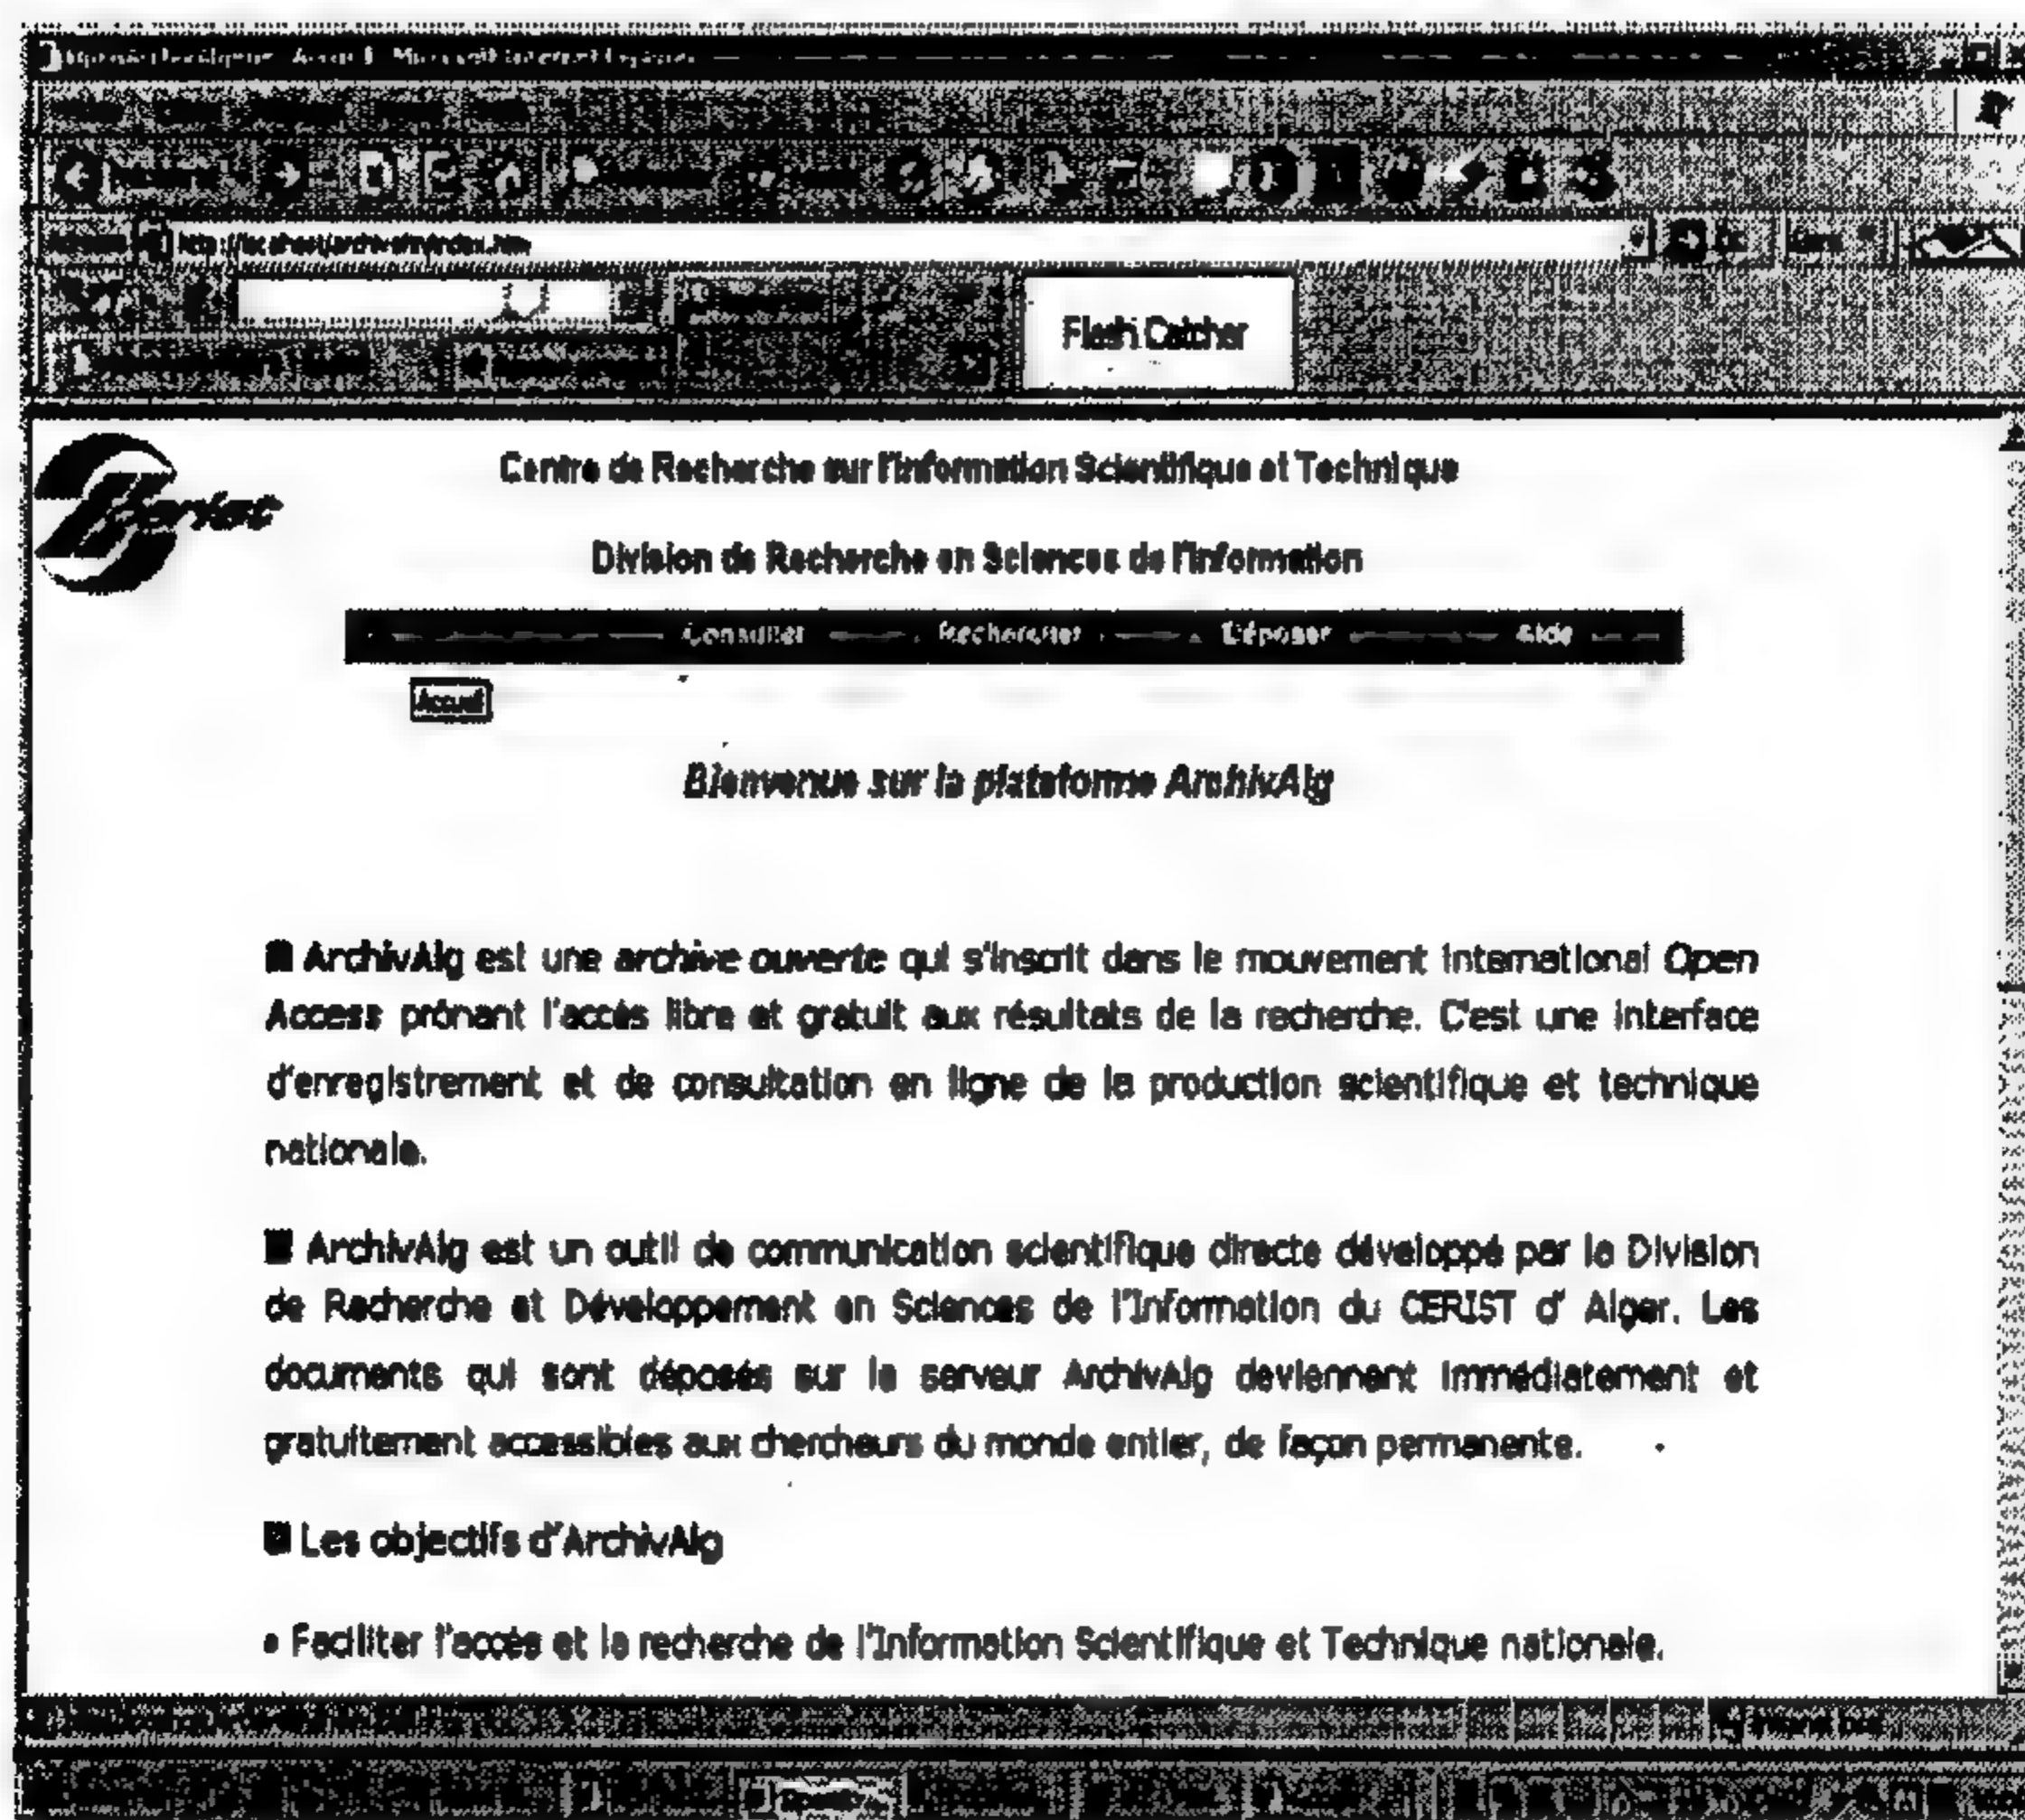 Microsoft Internet Explorer
Flash Catcher
Cerist
Centre de Recherche sur l'Information Scientifique et Technique
Division de Recherche en Sciences de l'Information
Consulter Rechercher Déposer Aide
Accueil
Bienvenue sur la plateforme ArchivAlg
ArchivAlg est une archive ouverte qui s'inscrit dans le mouvement international Open
Access prônant l'accès libre et gratuit aux résultats de la recherche. C'est une interface
d'enregistrement et de consultation en ligne de la production scientifique et technique
nationale.
ArchivAlg est un outil de communication scientifique directe développé par la Division
de Recherche et Développement en Sciences de l'Information du CERIST d' Alger. Les
documents qui sont déposés sur le serveur ArchivAlg deviennent immédiatement et
gratuitement accessibles aux chercheurs du monde entier, de façon permanente.
Les objectifs d'ArchivAlg
• Faciliter l'accès et la recherche de l'Information Scientifique et Technique nationale.